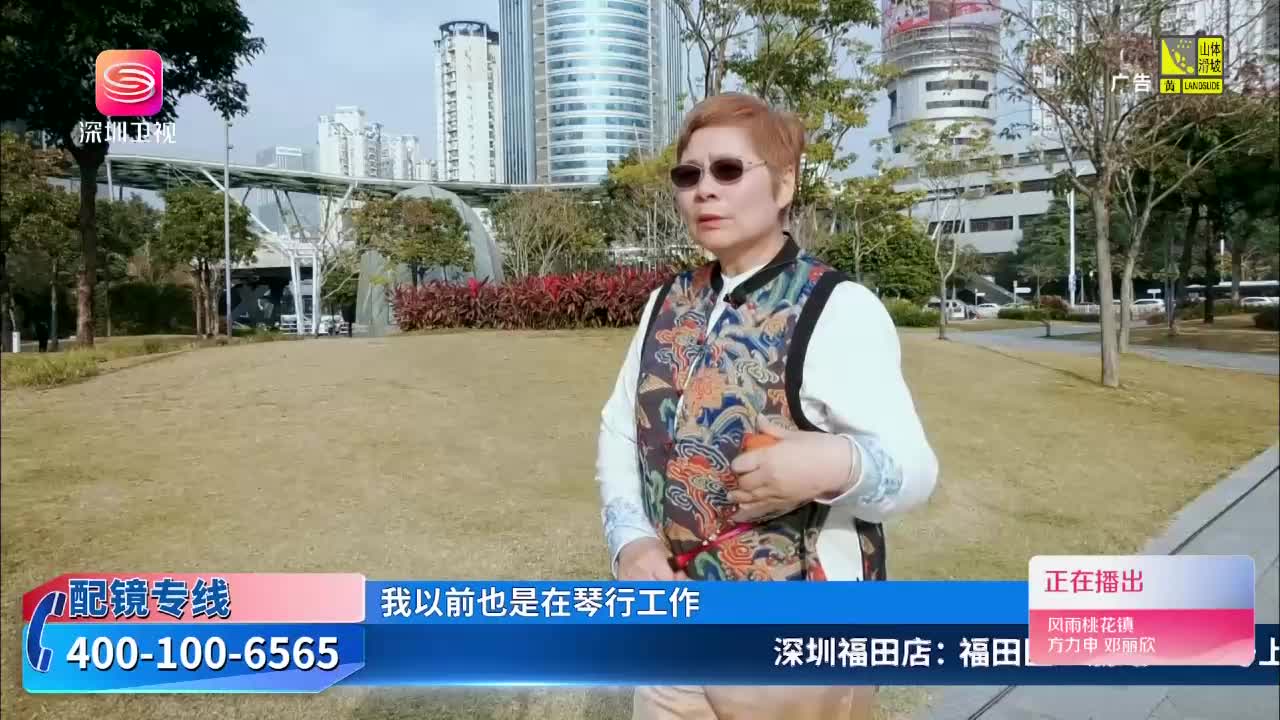 深圳卫视
广告
山体
滑坡
黄 LANDSLIDE
配镜专线
400-100-6565
我以前也是在琴行工作
正在播出
风雨桃花镇
方力申 邓丽欣
深圳福田店：福田
上